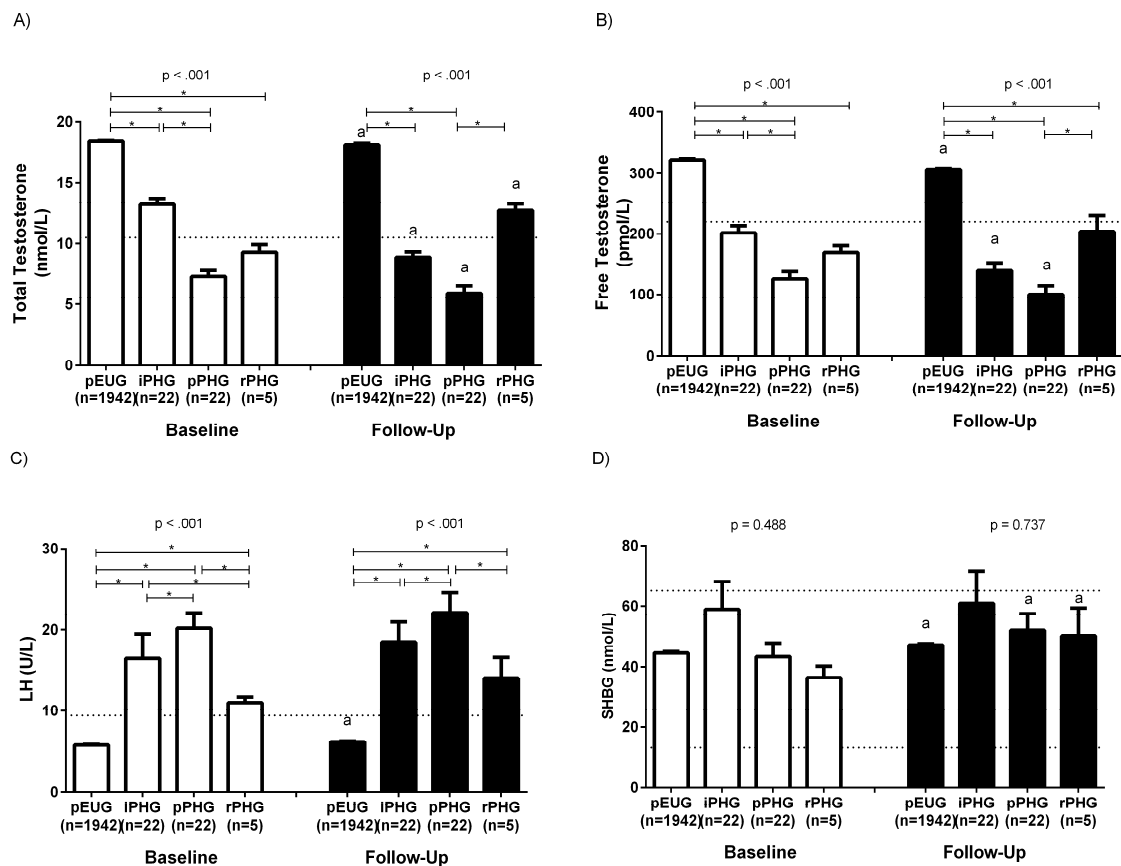 A)
p < .001
p < .001
*
*
*
*
*
*
*
20
15
10
5
0
Total Testosterone
(nmol/L)
a
a
a
a
pEUG iPHG pPHG rPHG
(n=1942)(n=22) (n=22) (n=5)
pEUG iPHG pPHG rPHG
(n=1942)(n=22) (n=22) (n=5)
Baseline
Follow-Up
B)
p < .001
p < .001
*
*
*
*
*
*
*
*
400
300
200
100
0
Free Testosterone
(pmol/L)
a
a
a
pEUG iPHG pPHG rPHG
(n=1942)(n=22) (n=22) (n=5)
pEUG iPHG pPHG rPHG
(n=1942)(n=22) (n=22) (n=5)
Baseline
Follow-Up
C)
p < .001
p < .001
*
*
*
*
*
*
*
*
*
*
*
30
20
10
0
LH (U/L)
a
pEUG IPHG pPHG rPHG
(n=1942)(n=22) (n=22) (n=5)
pEUG iPHG pPHG rPHG
(n=1942)(n=22) (n=22) (n=5)
Baseline
Follow-Up
D)
p = 0.488
p = 0.737
80
60
40
20
0
SHBG (nmol/L)
a
a
a
pEUG iPHG pPHG rPHG
(n=1942)(n=22) (n=22) (n=5)
pEUG iPHG pPHG rPHG
(n=1942)(n=22) (n=22) (n=5)
Baseline
Follow-Up